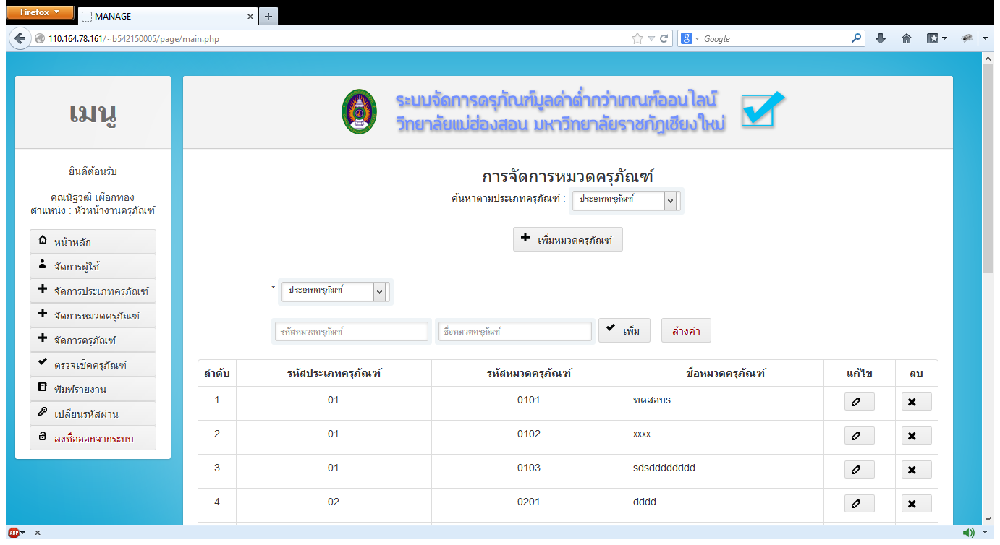 Firefox
MANAGE
110.164.78.161/~b542150005/page/main.php
8 Google
เมนู
ยินดีต้อนรับ
คุณนัฐวุฒิ เผือกทอง
ตำแหน่ง : หัวหน้างานครุภัณฑ์
หน้าหลัก
จัดการผู้ใช้
จัดการประเภทครุภัณฑ์
จัดการหมวดครุภัณฑ์
จัดการครุภัณฑ์
ตรวจเช็คครุภัณฑ์
พิมพ์รายงาน
เปลี่ยนรหัสผ่าน
ลงชื่อออกจากระบบ
ระบบจัดการครุภัณฑ์มูลค่าต่ำกว่าเกณฑ์ออนไลน์
วิทยาลัยแม่ฮ่องสอน มหาวิทยาลัยราชภัฏเชียงใหม่
การจัดการหมวดครุภัณฑ์
ค้นหาตามประเภทครุภัณฑ์ : ประเภทครุภัณฑ์
เพิ่มหมวดครุภัณฑ์
* ประเภทครุภัณฑ์
รหัสหมวดครุภัณฑ์ ชื่อหมวดครุภัณฑ์ เพิ่ม ล้างค่า
ลำดับ รหัสประเภทครุภัณฑ์ รหัสหมวดครุภัณฑ์ ชื่อหมวดครุภัณฑ์ แก้ไข ลบ
1 01 0101 ทดสอบs
2 01 0102 xxxx
3 01 0103 sdsdddddddd
4 02 0201 dddd
ABP